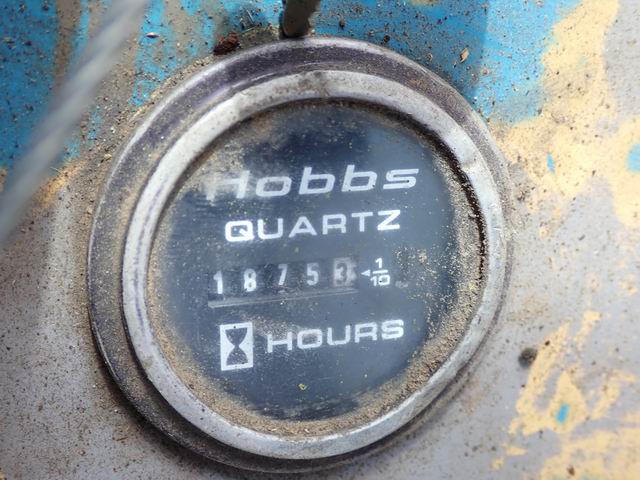 Hobbs
QUARTZ
18753 ◄1/10
HOURS